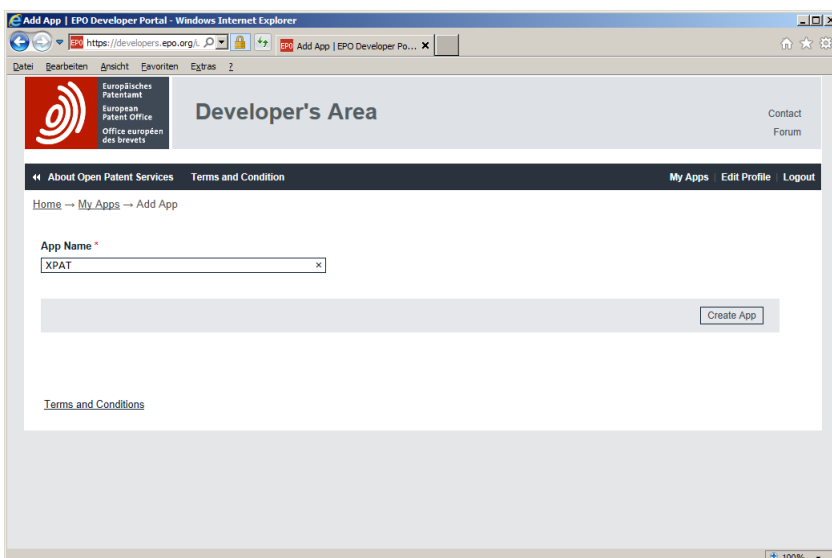 Add App | EPO Developer Portal - Windows Internet Explorer
EPO https://developers.epo.org/
EPO Add App | EPO Developer Po...
Datei Bearbeiten Ansicht Favoriten Extras ?
Europäisches
Patentamt
European
Patent Office
Office européen
des brevets
Developer's Area
Contact
Forum
About Open Patent Services Terms and Condition My Apps | Edit Profile | Logout
Home → My Apps → Add App
App Name *
XPAT
Create App
Terms and Conditions
100%